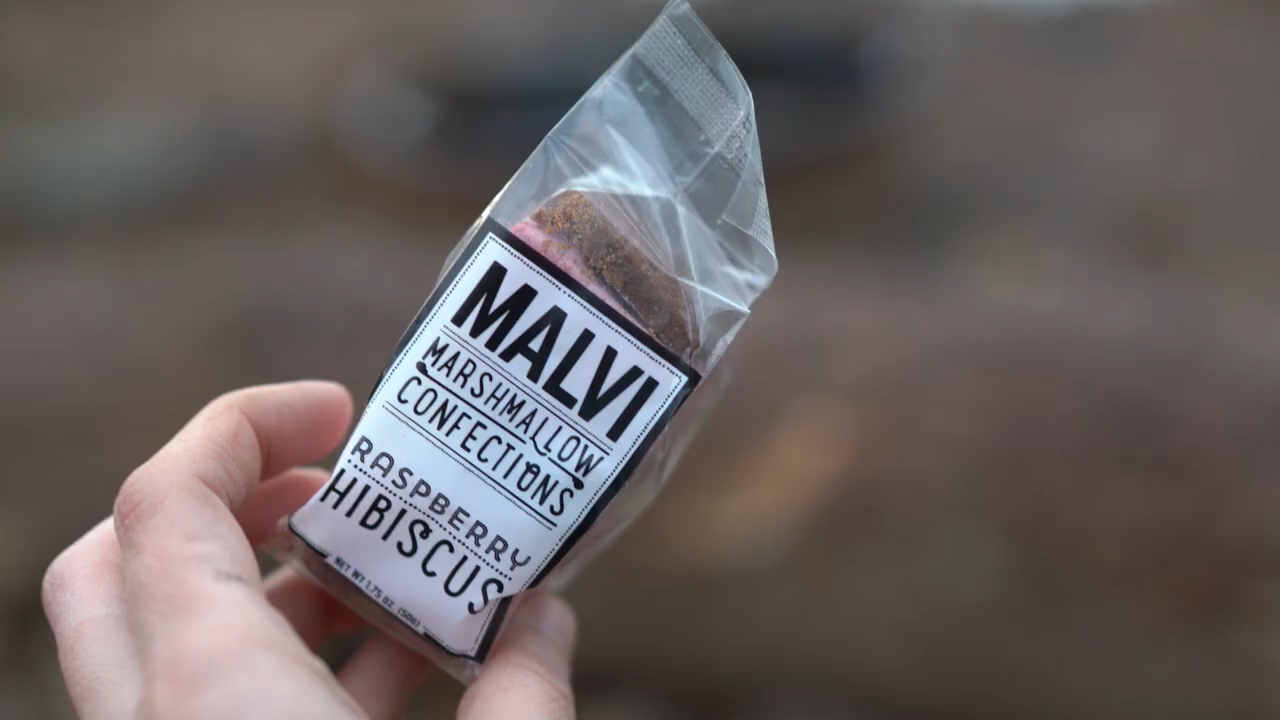 MALVI
MARSHMALLOW
CONFECTIONS
RASPBERRY
HIBISCUS
NET WT 1.75 OZ. (50g)